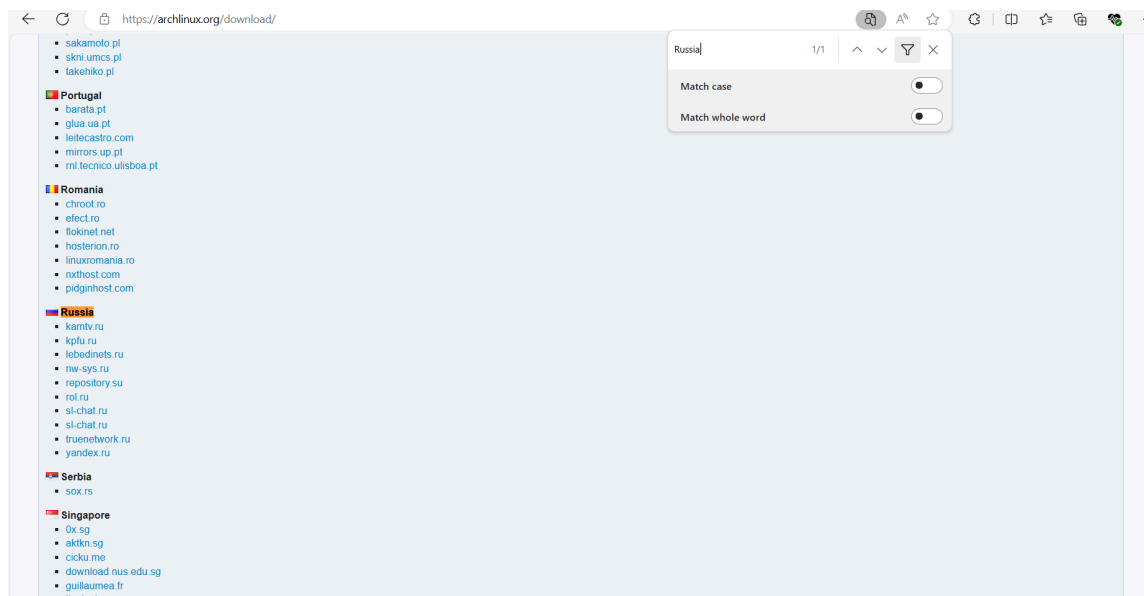 https://archlinux.org/download/
Russia
1/1
Match case
Match whole word
sakamoto.pl
skni.umcs.pl
takehiko.pl
Portugal
barata.pt
glua.ua.pt
leitecastro.com
mirrors.up.pt
rnl.tecnico.ulisboa.pt
Romania
chroot.ro
efect.ro
flokinet.net
hosterion.ro
linuxromania.ro
nxthost.com
pidginhost.com
Russia
kamtv.ru
kpfu.ru
lebedinets.ru
nw-sys.ru
repository.su
rol.ru
sl-chat.ru
sl-chat.ru
truenetwork.ru
yandex.ru
Serbia
sox.rs
Singapore
0x.sg
aktkn.sg
cicku.me
download.nus.edu.sg
guillaumea.fr